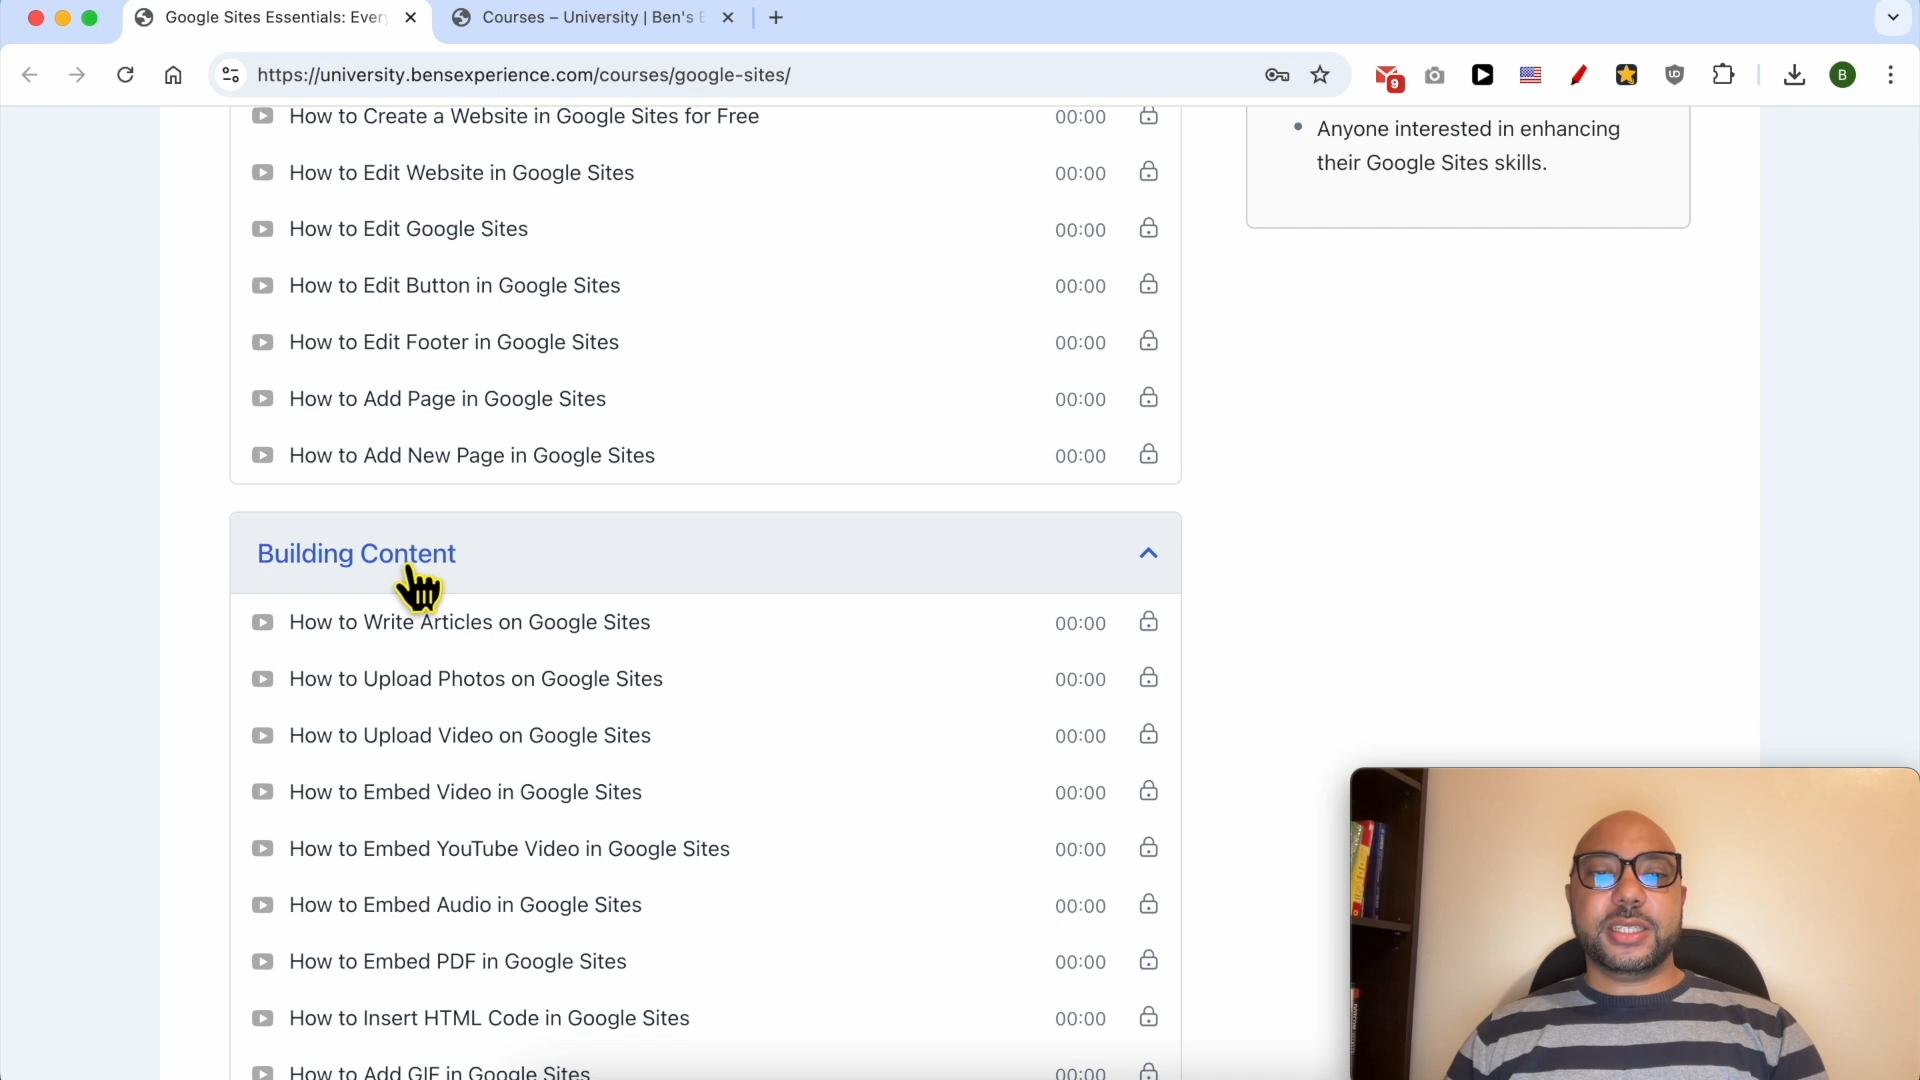 Google Sites Essentials: Ever
Courses – University | Ben's E
https://university.bensexperience.com/courses/google-sites/
9
B
How to Create a Website in Google Sites for Free 00:00
Anyone interested in enhancing
their Google Sites skills.
How to Edit Website in Google Sites 00:00
How to Edit Google Sites 00:00
How to Edit Button in Google Sites 00:00
How to Edit Footer in Google Sites 00:00
How to Add Page in Google Sites 00:00
How to Add New Page in Google Sites 00:00
Building Content
How to Write Articles on Google Sites 00:00
How to Upload Photos on Google Sites 00:00
How to Upload Video on Google Sites 00:00
How to Embed Video in Google Sites 00:00
How to Embed YouTube Video in Google Sites 00:00
How to Embed Audio in Google Sites 00:00
How to Embed PDF in Google Sites 00:00
How to Insert HTML Code in Google Sites 00:00
How to Add GIF in Google Sites 00:00